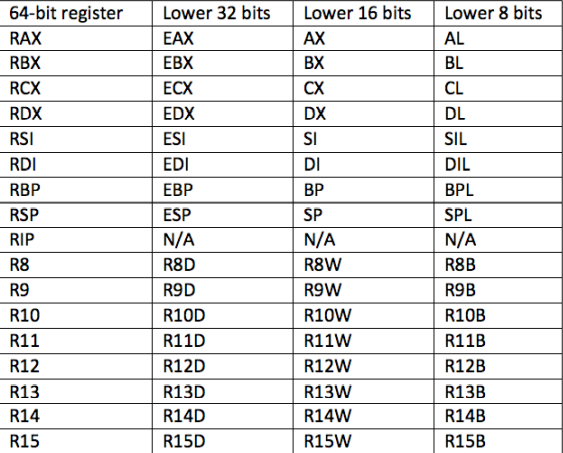 64-bit register Lower 32 bits Lower 16 bits Lower 8 bits
RAX EAX AX AL
RBX EBX BX BL
RCX ECX CX CL
RDX EDX DX DL
RSI ESI SI SIL
RDI EDI DI DIL
RBP EBP BP BPL
RSP ESP SP SPL
RIP N/A N/A N/A
R8 R8D R8W R8B
R9 R9D R9W R9B
R10 R10D R10W R10B
R11 R11D R11W R11B
R12 R12D R12W R12B
R13 R13D R13W R13B
R14 R14D R14W R14B
R15 R15D R15W R15B